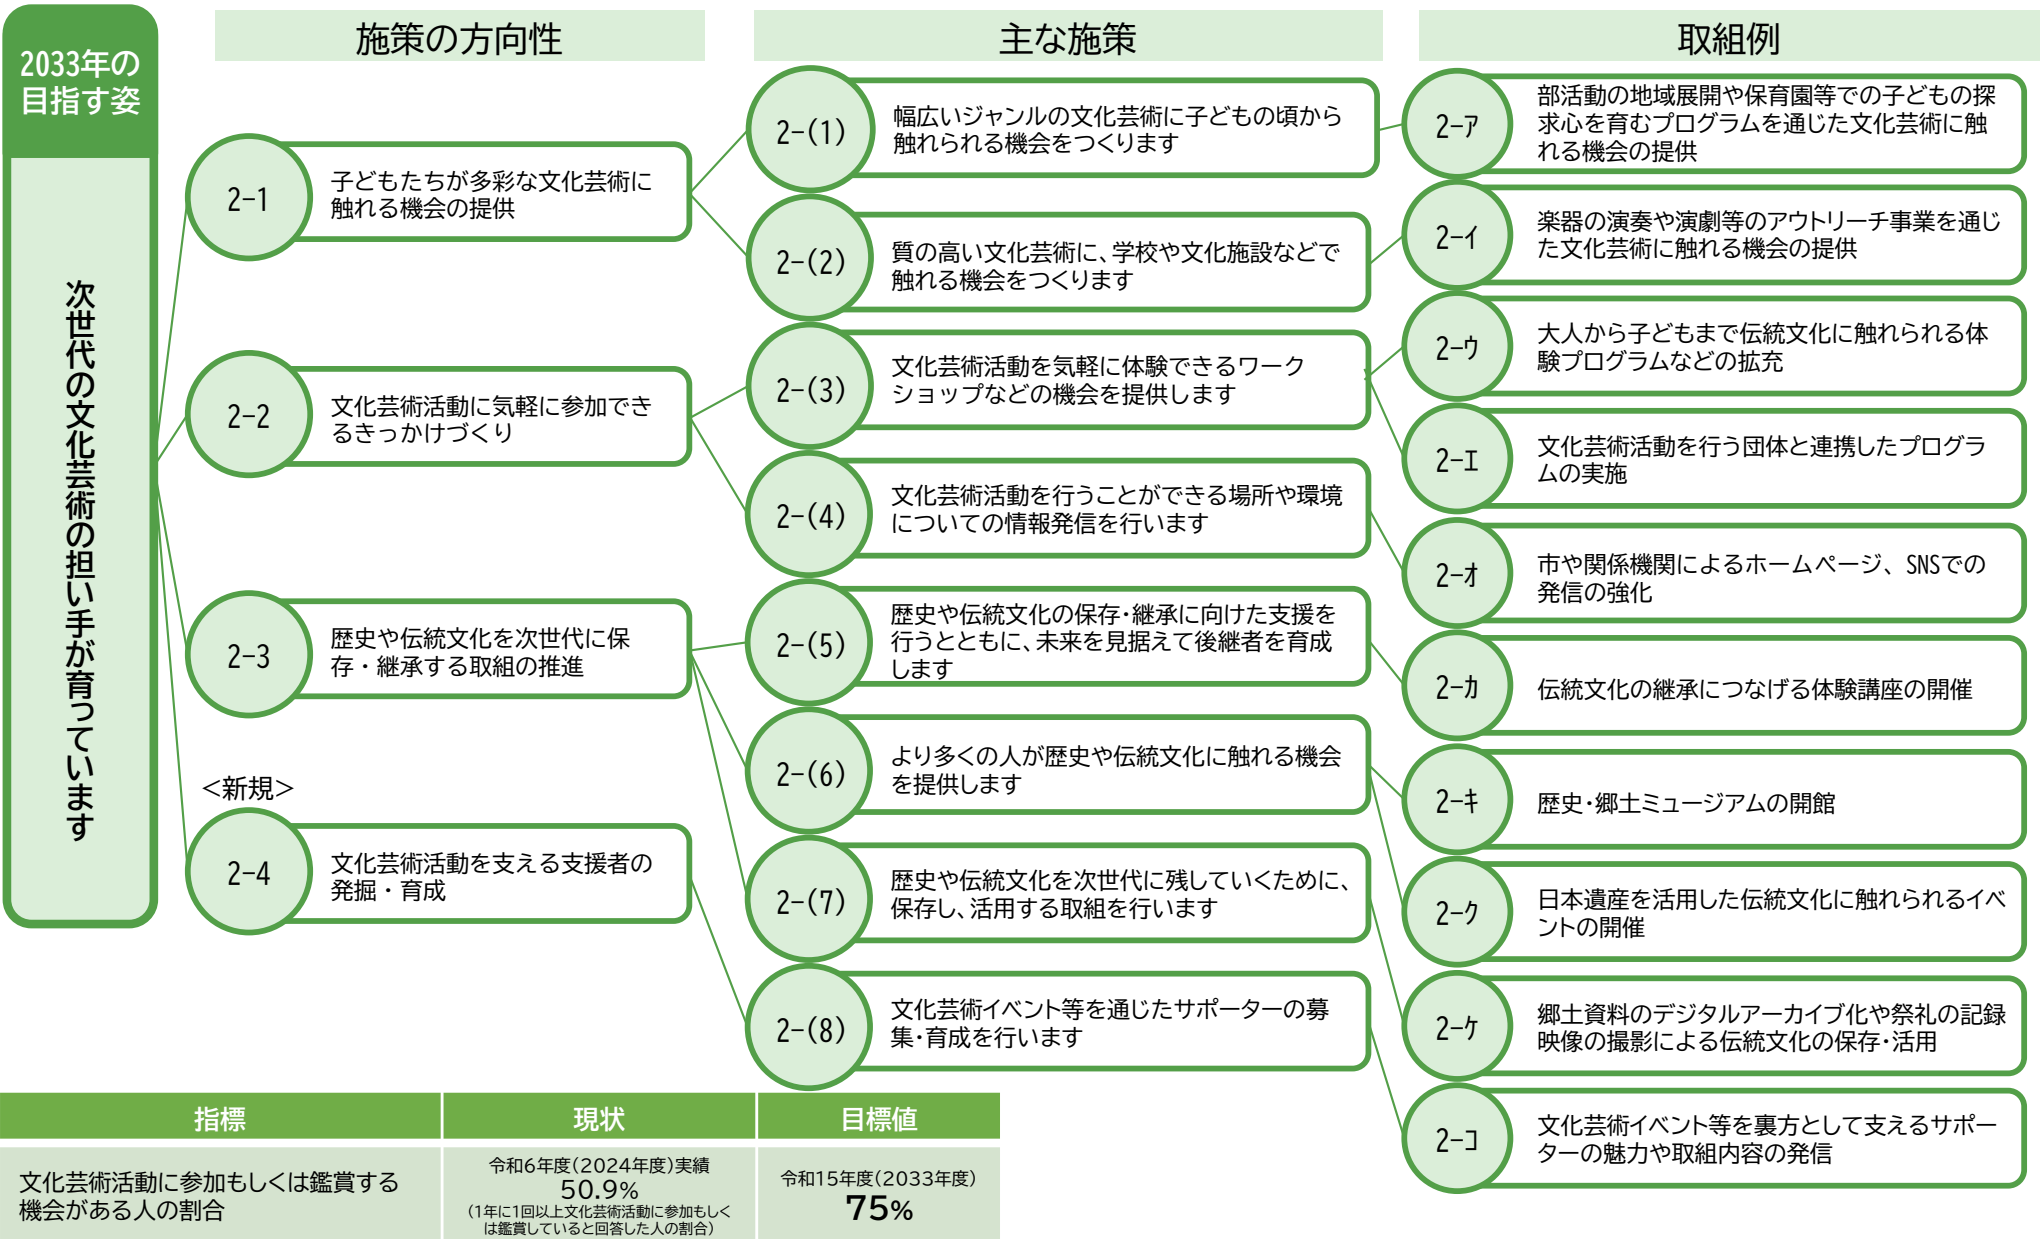 2033年の
目指す姿
次世代の文化芸術の担い手が育っています
施策の方向性
2-1
子どもたちが多彩な文化芸術に
触れる機会の提供
2-2
文化芸術活動に気軽に参加でき
るきっかけづくり
2-3
歴史や伝統文化を次世代に保
存・継承する取組の推進
<新規>
2-4
文化芸術活動を支える支援者の
発掘・育成
主な施策
2-(1)
幅広いジャンルの文化芸術に子どもの頃から
触れられる機会をつくります
2-(2)
質の高い文化芸術に、学校や文化施設などで
触れる機会をつくります
2-(3)
文化芸術活動を気軽に体験できるワーク
ショップなどの機会を提供します
2-(4)
文化芸術活動を行うことができる場所や環境
についての情報発信を行います
2-(5)
歴史や伝統文化の保存・継承に向けた支援を
行うとともに、未来を見据えて後継者を育成
します
2-(6)
より多くの人が歴史や伝統文化に触れる機会
を提供します
2-(7)
歴史や伝統文化を次世代に残していくために、
保存し、活用する取組を行います
2-(8)
文化芸術イベント等を通じたサポーターの募
集・育成を行います
取組例
2-ア
部活動の地域展開や保育園等での子どもの探
求心を育むプログラムを通じた文化芸術に触
れる機会の提供
2-イ
楽器の演奏や演劇等のアウトリーチ事業を通じ
た文化芸術に触れる機会の提供
2-ウ
大人から子どもまで伝統文化に触れられる体
験プログラムなどの拡充
2-エ
文化芸術活動を行う団体と連携したプログラ
ムの実施
2-オ
市や関係機関によるホームページ、SNSでの
発信の強化
2-カ
伝統文化の継承につなげる体験講座の開催
2-キ
歴史・郷土ミュージアムの開館
2-ク
日本遺産を活用した伝統文化に触れられるイベ
ントの開催
2-ケ
郷土資料のデジタルアーカイブ化や祭礼の記録
映像の撮影による伝統文化の保存・活用
2-コ
文化芸術イベント等を裏方として支えるサポー
ターの魅力や取組内容の発信
指標
現状
目標値
文化芸術活動に参加もしくは鑑賞する
機会がある人の割合
令和6年度(2024年度)実績
50.9%
(1年に1回以上文化芸術活動に参加もしく
は鑑賞していると回答した人の割合)
令和15年度(2033年度)
75%